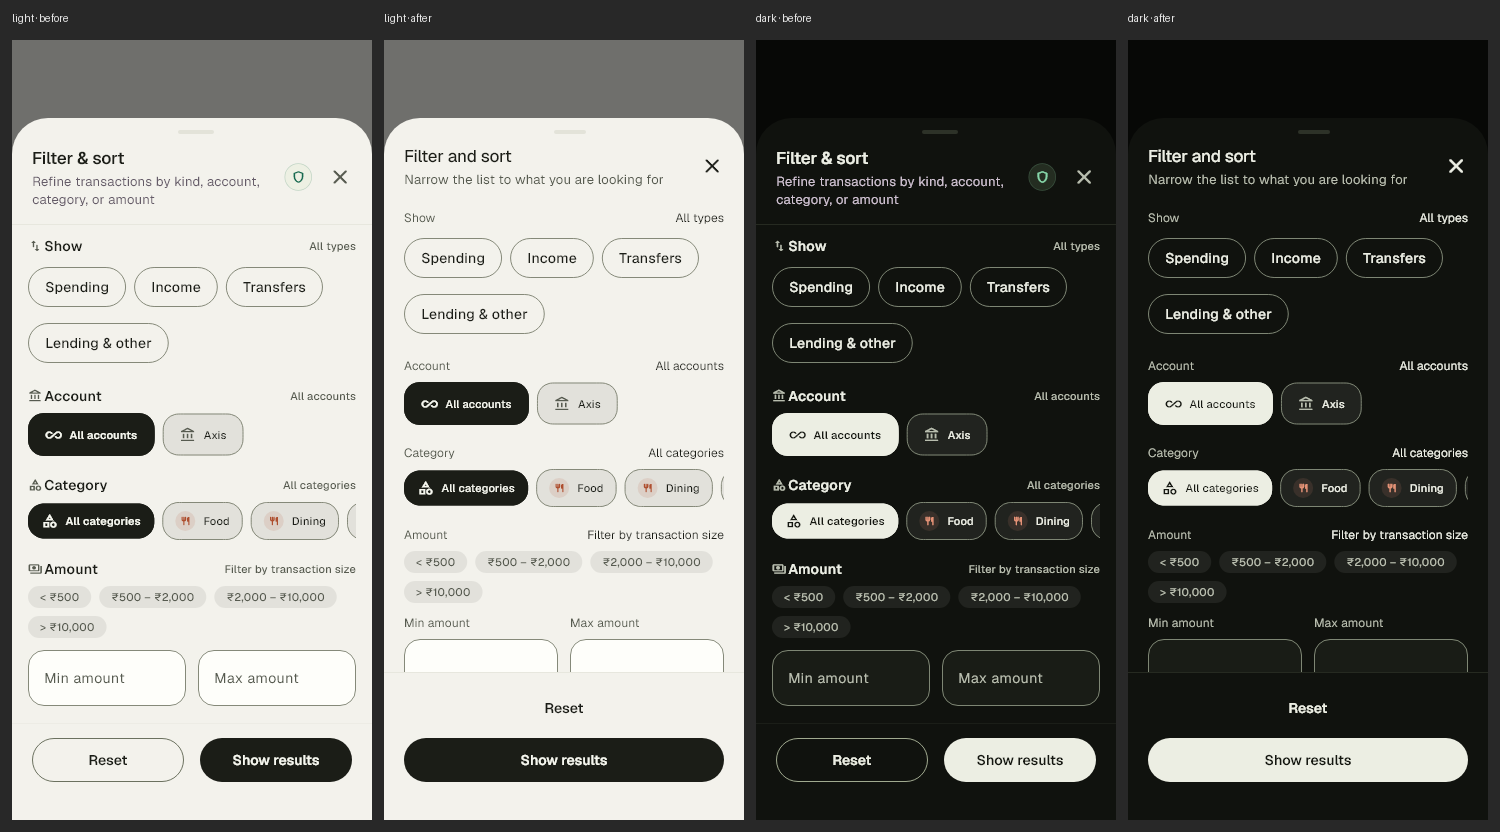 light·before
Filter & sort
Refine transactions by kind, account,
category, or amount
Show
All types
Spending
Income
Transfers
Lending & other
Account
All accounts
All accounts
Axis
Category
All categories
All categories
Food
Dining
Amount
Filter by transaction size
< ₹500
₹500 – ₹2,000
₹2,000 – ₹10,000
> ₹10,000
Min amount
Max amount
Reset
Show results
light·after
Filter and sort
Narrow the list to what you are looking for
Show
All types
Spending
Income
Transfers
Lending & other
Account
All accounts
All accounts
Axis
Category
All categories
All categories
Food
Dining
Amount
Filter by transaction size
< ₹500
₹500 – ₹2,000
₹2,000 – ₹10,000
> ₹10,000
Min amount
Max amount
Reset
Show results
dark·before
Filter & sort
Refine transactions by kind, account,
category, or amount
Show
All types
Spending
Income
Transfers
Lending & other
Account
All accounts
All accounts
Axis
Category
All categories
All categories
Food
Dining
Amount
Filter by transaction size
< ₹500
₹500 – ₹2,000
₹2,000 – ₹10,000
> ₹10,000
Min amount
Max amount
Reset
Show results
dark·after
Filter and sort
Narrow the list to what you are looking for
Show
All types
Spending
Income
Transfers
Lending & other
Account
All accounts
All accounts
Axis
Category
All categories
All categories
Food
Dining
Amount
Filter by transaction size
< ₹500
₹500 – ₹2,000
₹2,000 – ₹10,000
> ₹10,000
Min amount
Max amount
Reset
Show results